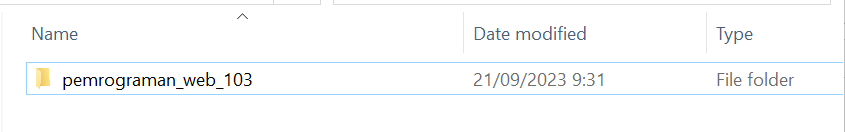 Name Date modified Type
pemrograman_web_103 21/09/2023 9:31 File folder